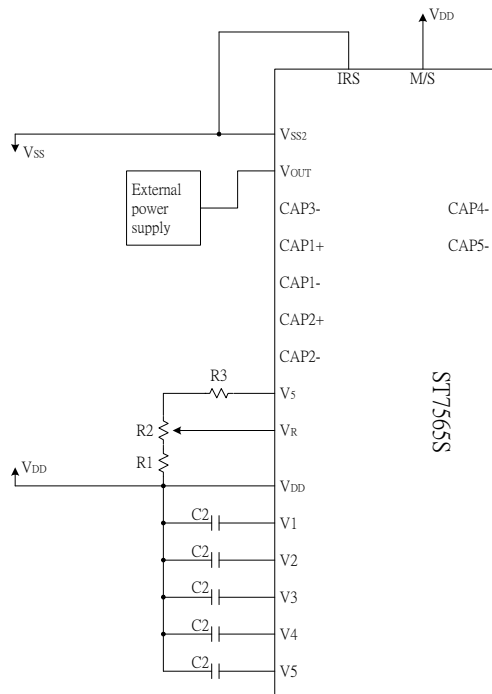 VDD
IRS M/S
VSS2
VSS
VOUT
External
power
supply
CAP3- CAP4-
CAP1+ CAP5-
CAP1-
CAP2+
CAP2-
R3
V5
R2
VR
R1
VDD
VDD
C2
V1
C2
V2
C2
V3
C2
V4
C2
V5
ST7565S